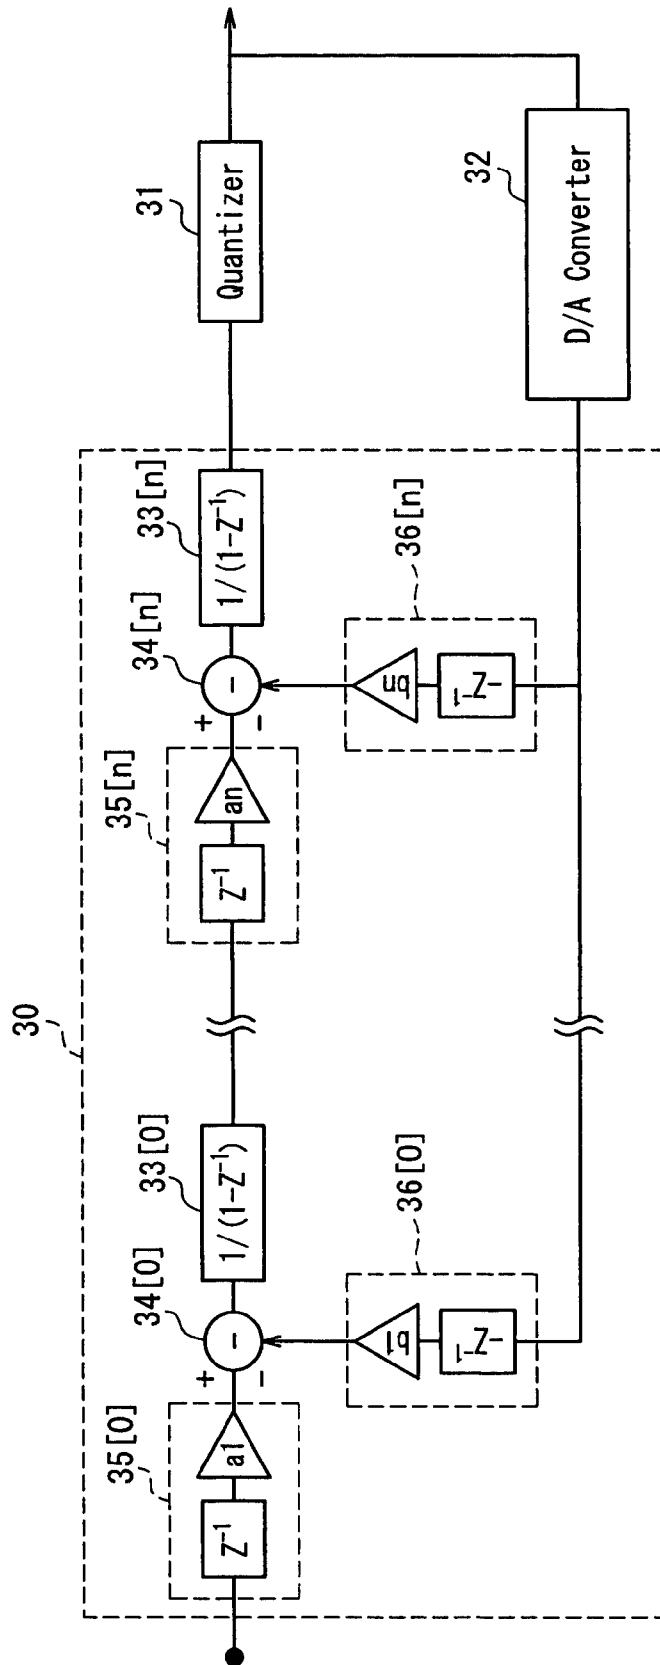 30
35[0]
34[0]
33[0]
35[n]
34[n]
33[n]
31
Z⁻¹
a1
+
−
−
1/(1-Z⁻¹)
Z⁻¹
an
+
−
−
1/(1-Z⁻¹)
Quantizer
b1
Z⁻¹
36[0]
bn
Z⁻¹
36[n]
32
D/A Converter